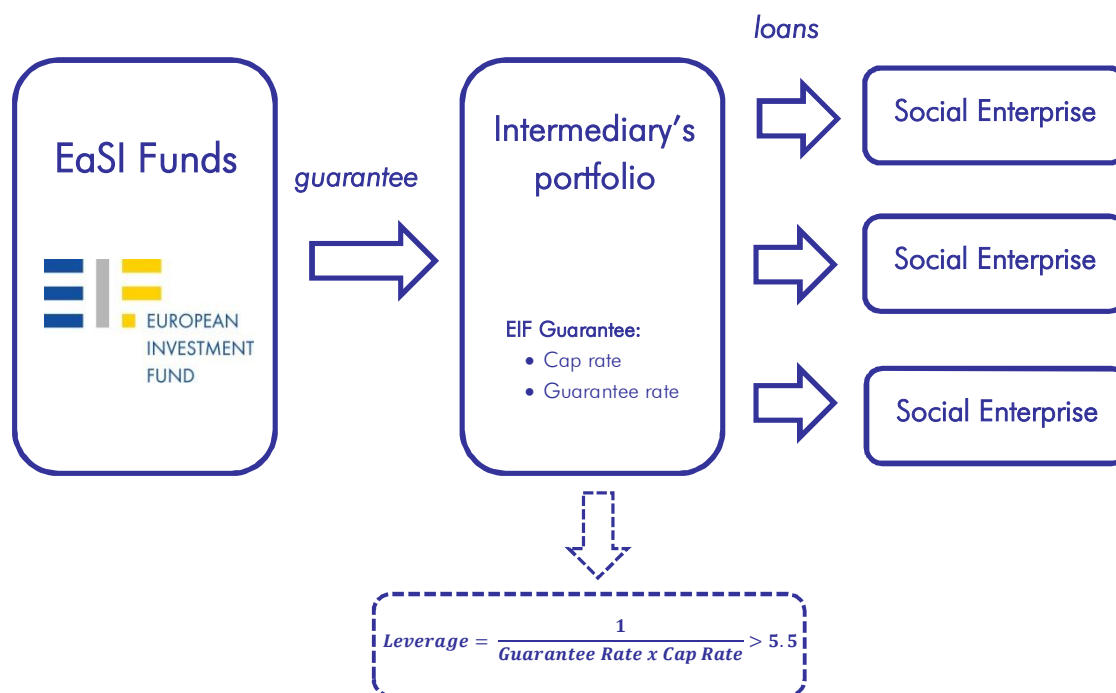 loans
EaSI Funds
EUROPEAN
INVESTMENT
FUND
guarantee
Intermediary's
portfolio
EIF Guarantee:
• Cap rate
• Guarantee rate
Social Enterprise
Social Enterprise
Social Enterprise
Leverage = 1 / Guarantee Rate x Cap Rate > 5.5